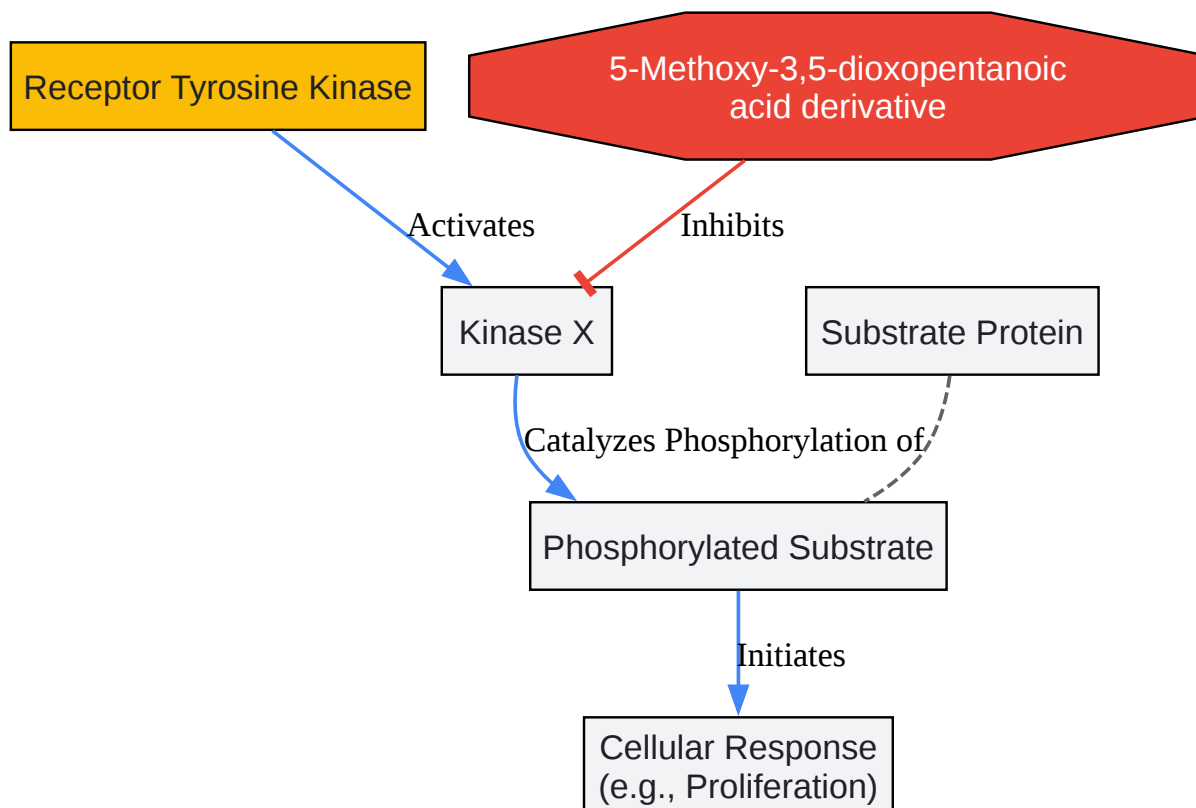 Receptor Tyrosine Kinase
5-Methoxy-3,5-dioxopentanoic
acid derivative
Activates
Inhibits
Kinase X
Substrate Protein
Catalyzes Phosphorylation of
Phosphorylated Substrate
Initiates
Cellular Response
(e.g., Proliferation)